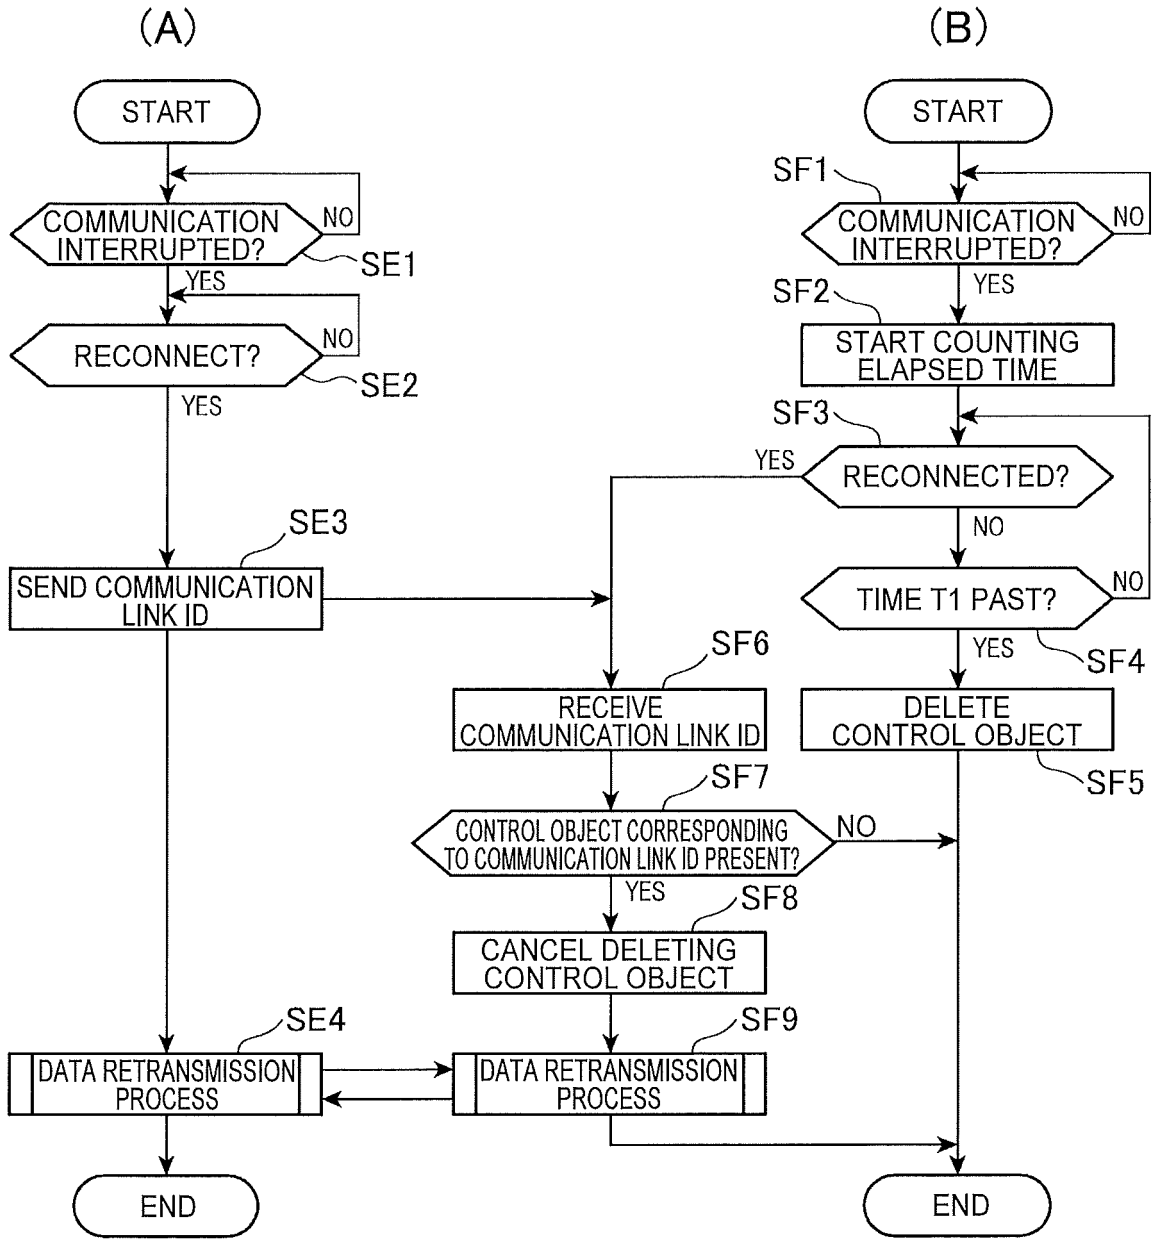 (A)
(B)
START
START
SF1
COMMUNICATION
INTERRUPTED?
NO
SE1
YES
COMMUNICATION
INTERRUPTED?
NO
YES
SF2
RECONNECT?
NO
SE2
YES
START COUNTING
ELAPSED TIME
SF3
YES
RECONNECTED?
NO
SE3
SEND COMMUNICATION
LINK ID
TIME T1 PAST?
NO
YES
SF4
SF6
RECEIVE
COMMUNICATION LINK ID
DELETE
CONTROL OBJECT
SF5
SF7
CONTROL OBJECT CORRESPONDING
TO COMMUNICATION LINK ID PRESENT?
NO
YES
SF8
CANCEL DELETING
CONTROL OBJECT
SE4
SF9
DATA RETRANSMISSION
PROCESS
DATA RETRANSMISSION
PROCESS
END
END